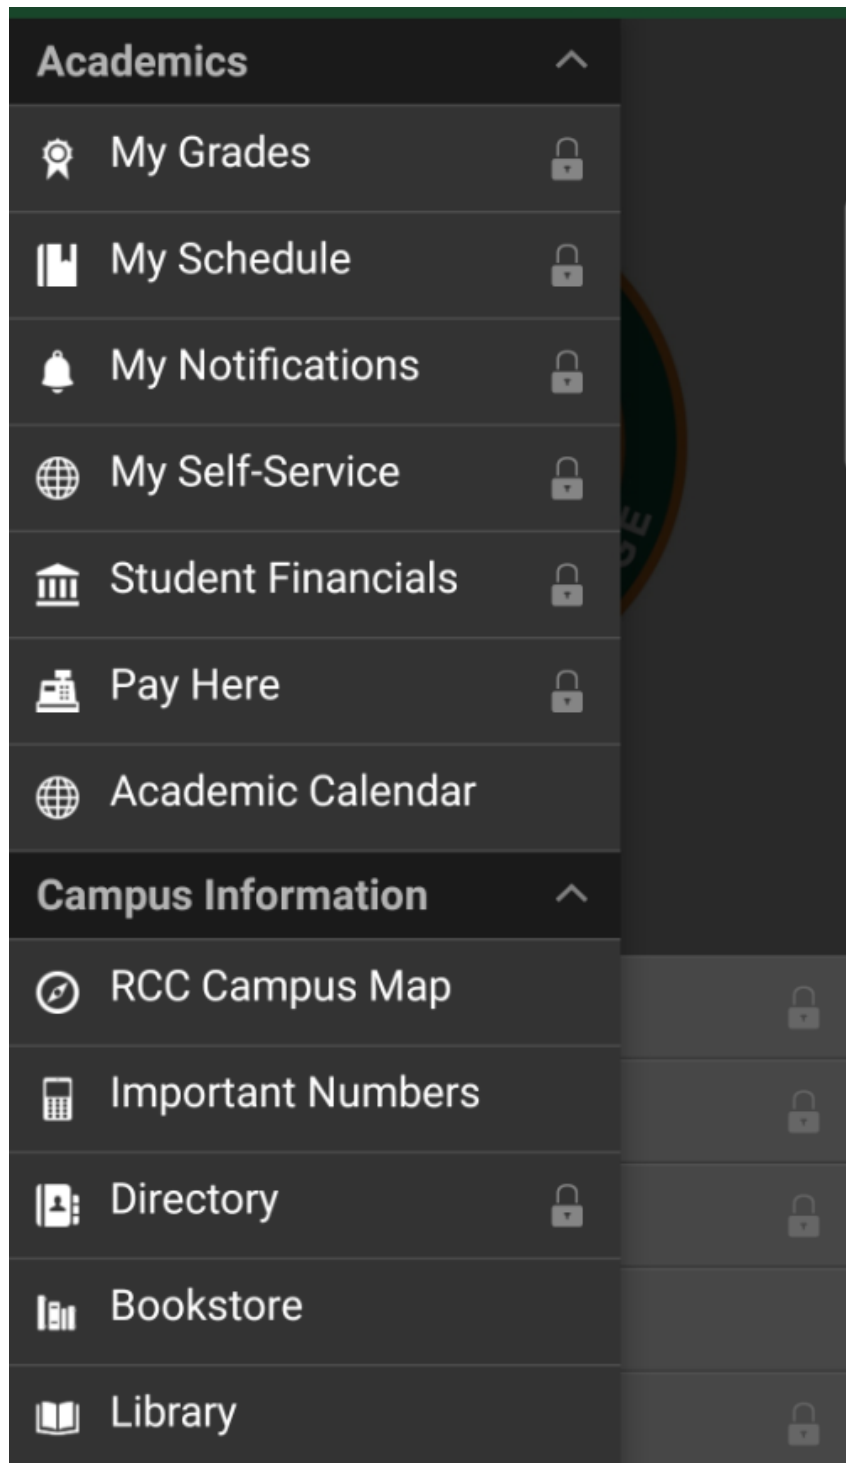 Academics
My Grades
My Schedule
My Notifications
My Self-Service
Student Financials
Pay Here
Academic Calendar
Campus Information
RCC Campus Map
Important Numbers
Directory
Bookstore
Library